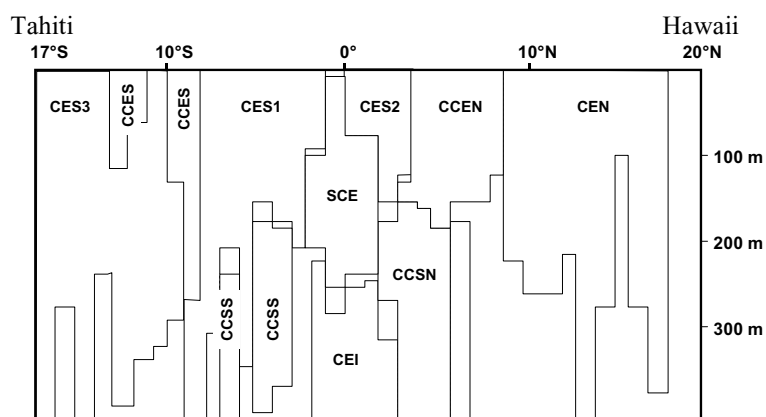 Tahiti Hawaii
17°S 10°S 0° 10°N 20°N
CES3 CCES CCES CES1 CES2 CCEN CEN
100 m
SCE
200 m
CCSN
CCSS CCSS
300 m
CEI